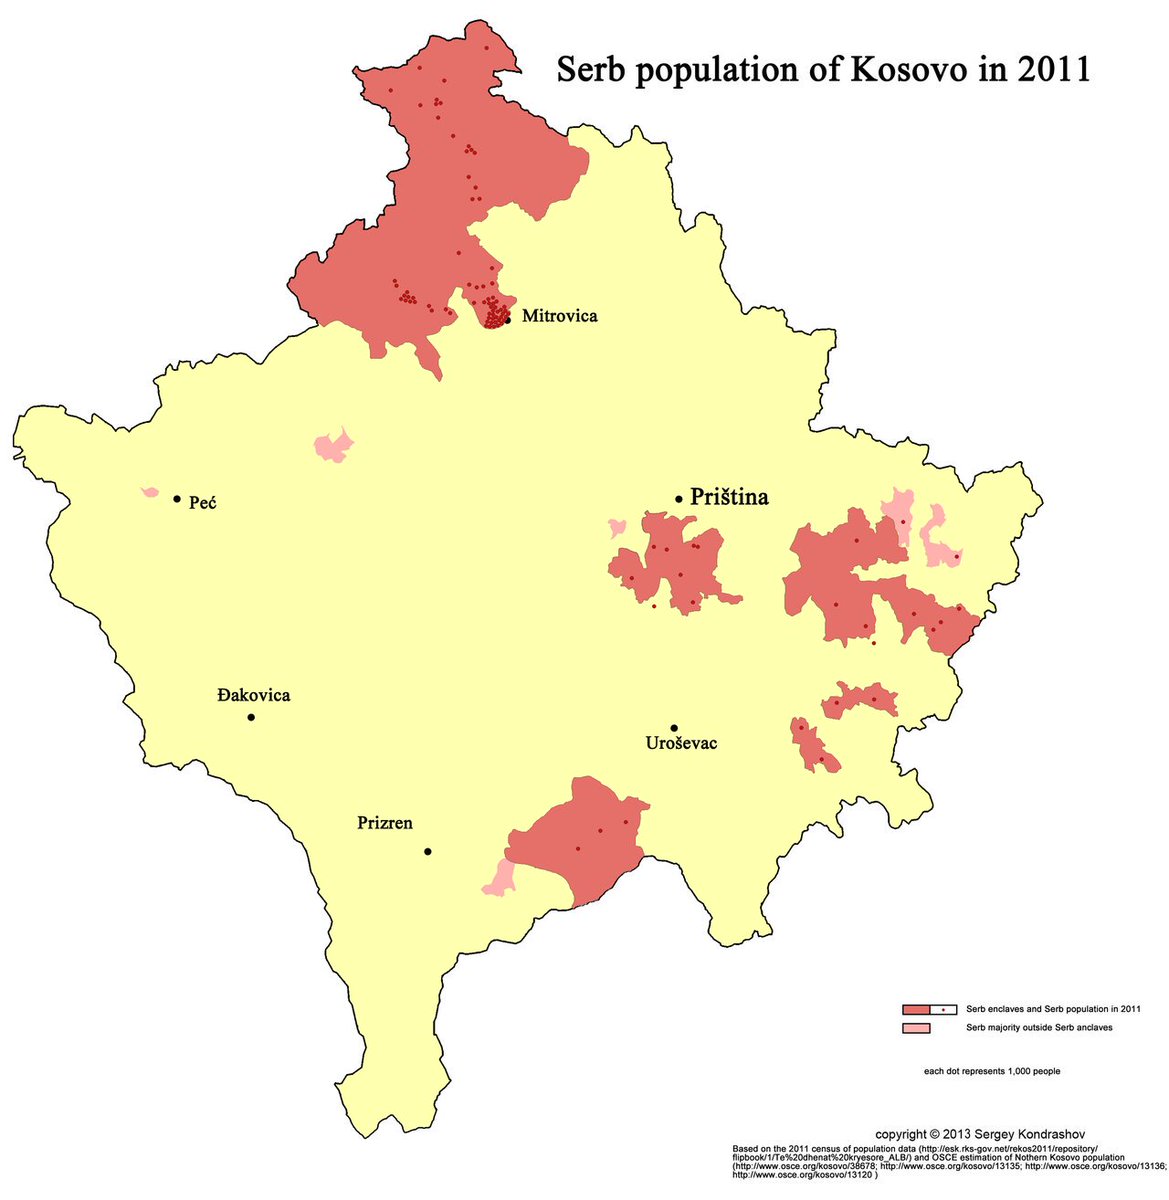 Serb population of Kosovo in 2011
Mitrovica
Peć
Priština
Đakovica
Uroševac
Prizren
Serb enclaves and Serb population in 2011
Serb majority outside Serb anclaves
each dot represents 1,000 people
copyright © 2013 Sergey Kondrashov
Based on the 2011 census of population data (http://esk.rks-gov.net/rekos2011/repository/
flipbook/1/Te%20dhenat%20kryesore_ALB/) and OSCE estimation of Nothern Kosovo population
(http://www.osce.org/kosovo/38678; http://www.osce.org/kosovo/13135; http://www.osce.org/kosovo/13136;
http://www.osce.org/kosovo/13120 )